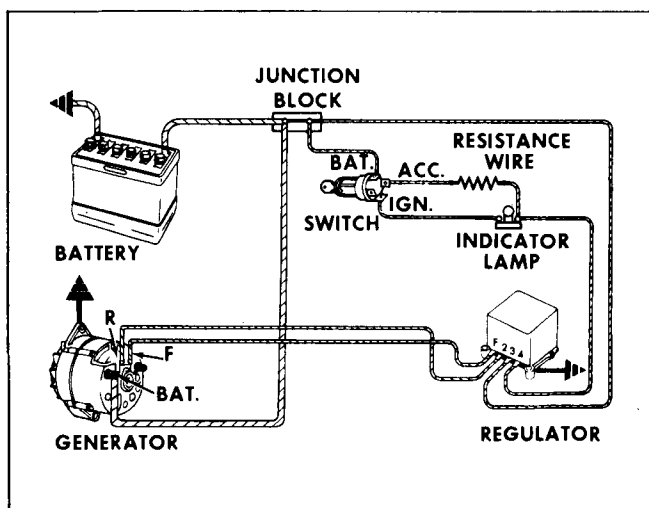 JUNCTION
BLOCK
RESISTANCE
WIRE
BAT.
ACC.
IGN.
SWITCH
INDICATOR
LAMP
BATTERY
R
F
BAT.
GENERATOR
F 2 3 4
REGULATOR